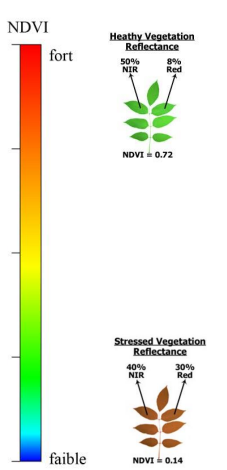 NDVI
fort
faible
Heathy Vegetation
Reflectance
50% 8%
NIR Red
NDVI = 0.72
Stressed Vegetation
Reflectance
40% 30%
NIR Red
NDVI = 0.14